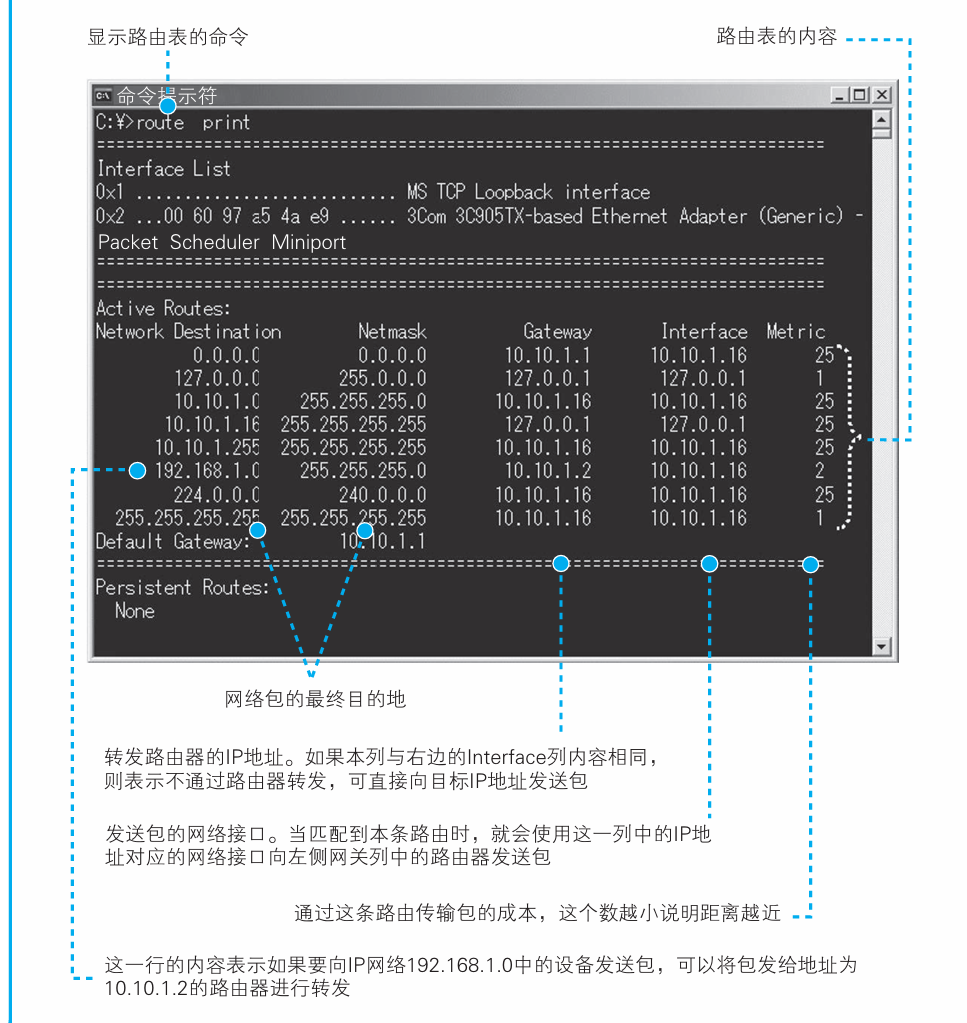 显示路由表的命令
路由表的内容
命令提示符
C:¥>route print
Interface List
0x1 ........................... MS TCP Loopback interface
0x2 ...00 60 97 a5 4a e9 ...... 3Com 3C905TX-based Ethernet Adapter (Generic) -
Packet Scheduler Miniport
Active Routes:
Network Destination Netmask Gateway Interface Metric
0.0.0.0 0.0.0.0 10.10.1.1 10.10.1.16 25
127.0.0.0 255.0.0.0 127.0.0.1 127.0.0.1 1
10.10.1.0 255.255.255.0 10.10.1.16 10.10.1.16 25
10.10.1.16 255.255.255.255 127.0.0.1 127.0.0.1 25
10.10.1.255 255.255.255.255 10.10.1.16 10.10.1.16 25
192.168.1.0 255.255.255.0 10.10.1.2 10.10.1.16 2
224.0.0.0 240.0.0.0 10.10.1.16 10.10.1.16 25
255.255.255.255 255.255.255.255 10.10.1.16 10.10.1.16 1
Default Gateway: 10.10.1.1
Persistent Routes:
None
网络包的最终目的地
转发路由器的IP地址。如果本列与右边的Interface列内容相同，
则表示不通过路由器转发，可直接向目标IP地址发送包
发送包的网络接口。当匹配到本条路由时，就会使用这一列中的IP地
址对应的网络接口向左侧网关列中的路由器发送包
通过这条路由传输包的成本，这个数越小说明距离越近
这一行的内容表示如果要向IP网络192.168.1.0中的设备发送包，可以将包发给地址为
10.10.1.2的路由器进行转发